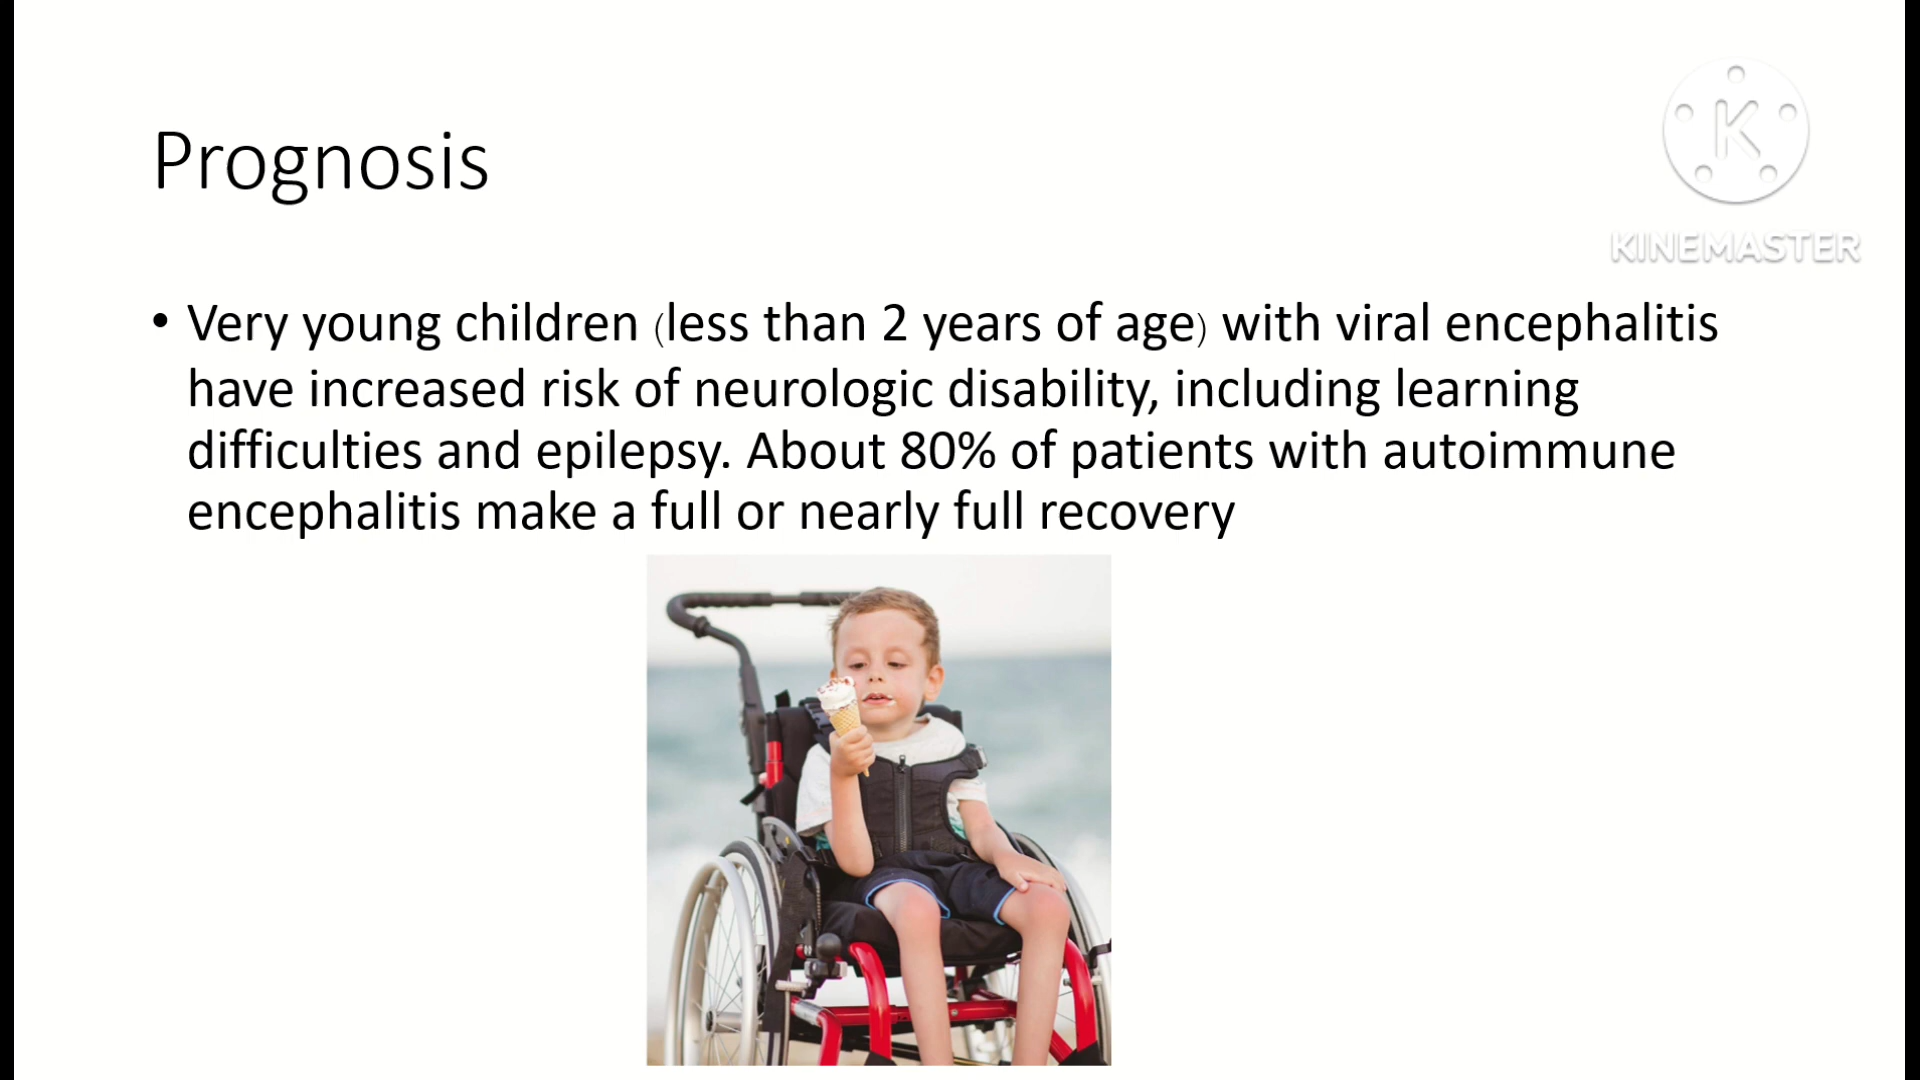 Prognosis
K
KINEMASTER
• Very young children (less than 2 years of age) with viral encephalitis
have increased risk of neurologic disability, including learning
difficulties and epilepsy. About 80% of patients with autoimmune
encephalitis make a full or nearly full recovery